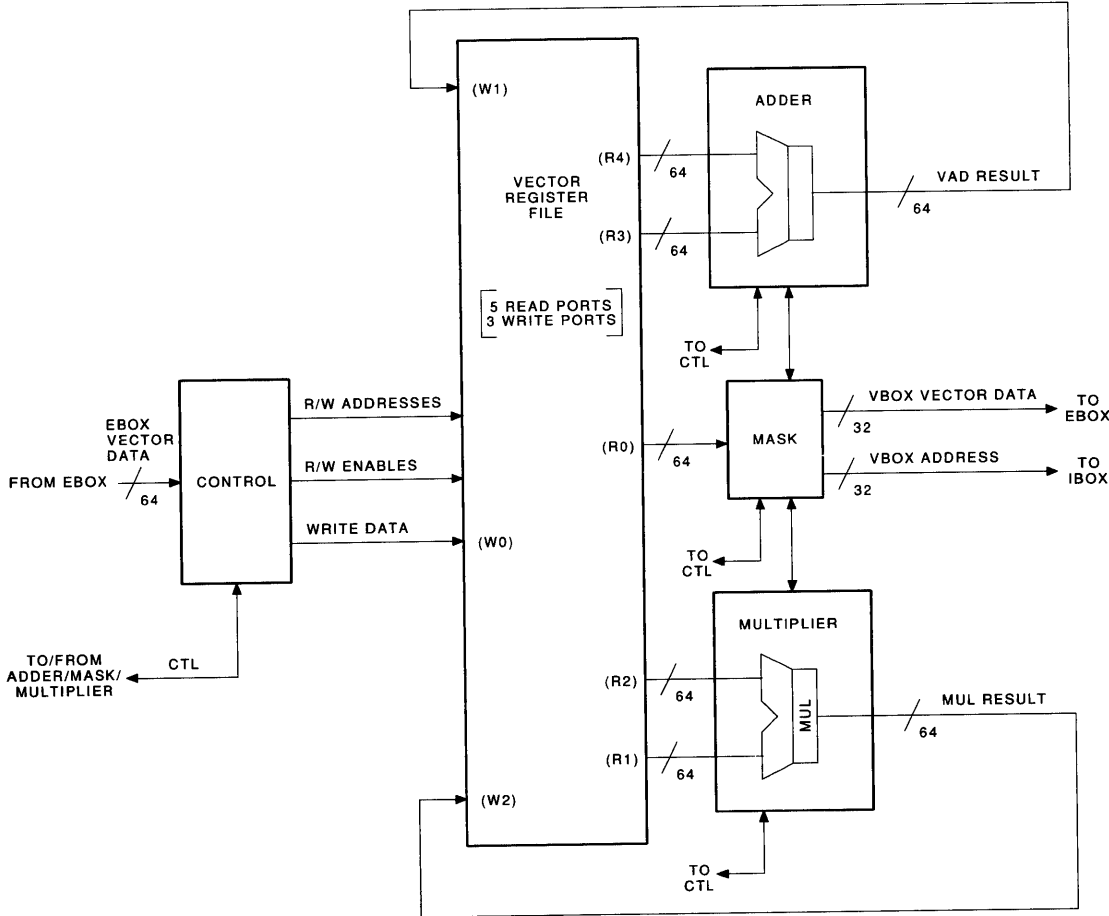 (W1)
ADDER
(R4)
64
VAD RESULT
64
VECTOR
REGISTER
FILE
(R3)
64
5 READ PORTS
3 WRITE PORTS
TO
CTL
R/W ADDRESSES
EBOX
VECTOR
DATA
FROM EBOX
64
CONTROL
R/W ENABLES
WRITE DATA
(W0)
(R0)
64
MASK
VBOX VECTOR DATA
32
TO
EBOX
VBOX ADDRESS
32
TO
IBOX
TO
CTL
MULTIPLIER
TO/FROM
ADDER/MASK/
MULTIPLIER
CTL
(R2)
64
MUL
MUL RESULT
64
(R1)
64
(W2)
TO
CTL